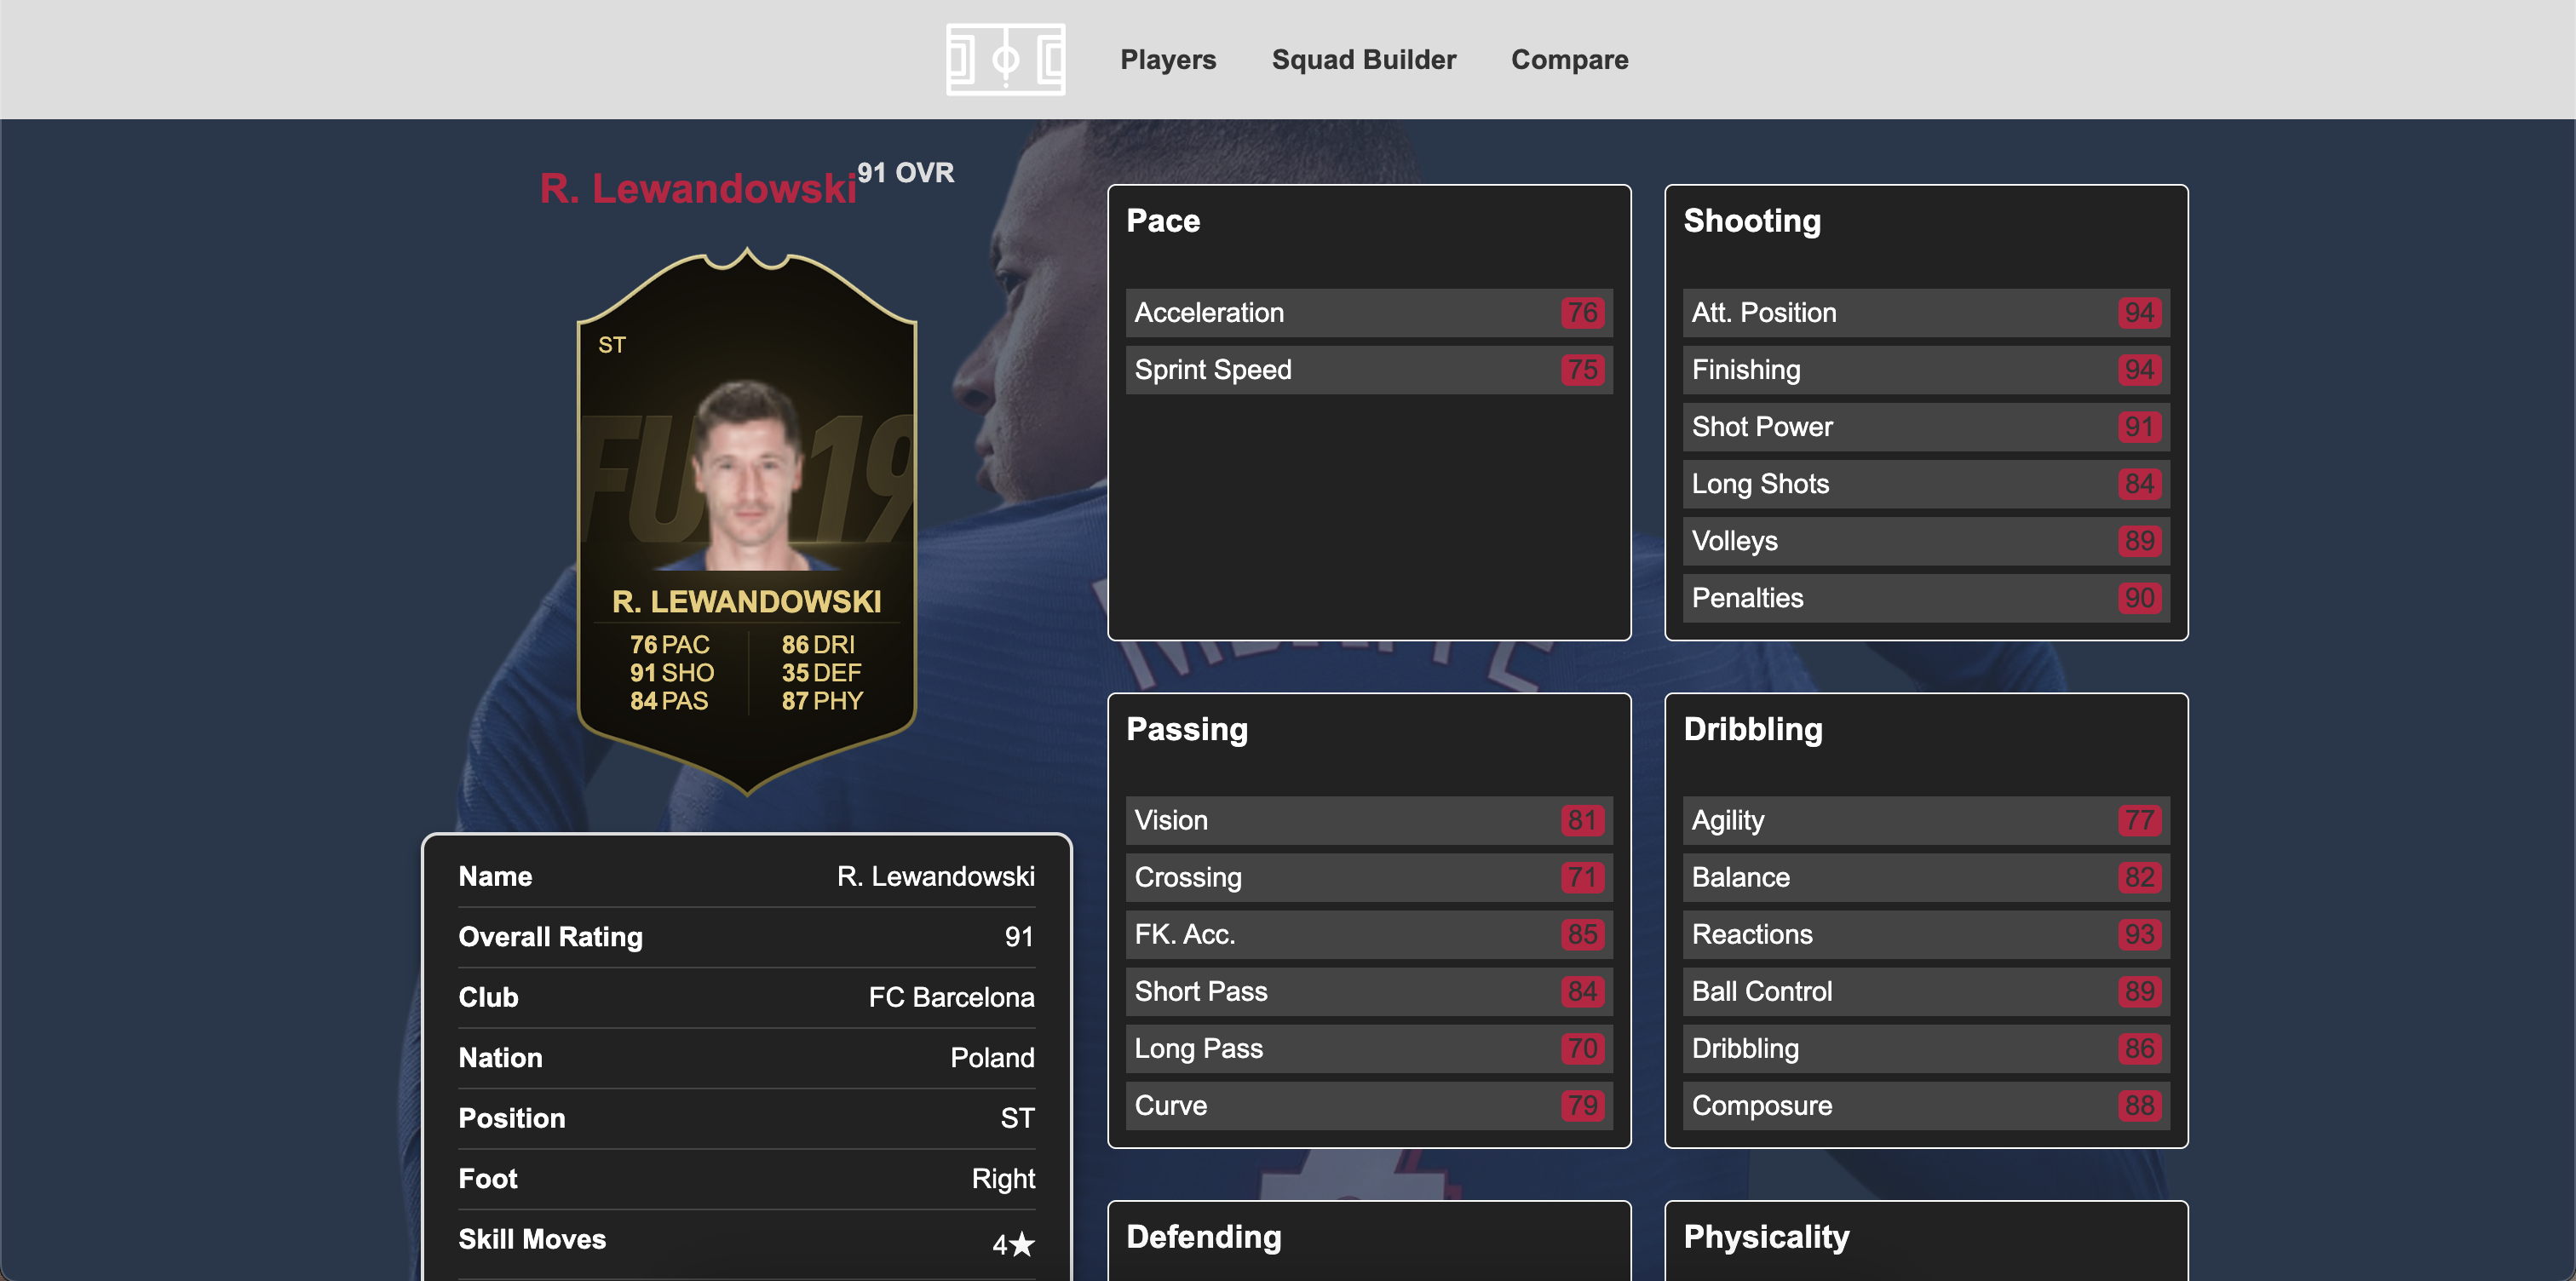 Players Squad Builder Compare
R. Lewandowski 91 OVR
ST
R. LEWANDOWSKI
76 PAC 86 DRI
91 SHO 35 DEF
84 PAS 87 PHY
Name R. Lewandowski
Overall Rating 91
Club FC Barcelona
Nation Poland
Position ST
Foot Right
Skill Moves 4★
Pace
Acceleration 76
Sprint Speed 75
Shooting
Att. Position 94
Finishing 94
Shot Power 91
Long Shots 84
Volleys 89
Penalties 90
Passing
Vision 81
Crossing 71
FK. Acc. 85
Short Pass 84
Long Pass 70
Curve 79
Dribbling
Agility 77
Balance 82
Reactions 93
Ball Control 89
Dribbling 86
Composure 88
Defending
Physicality